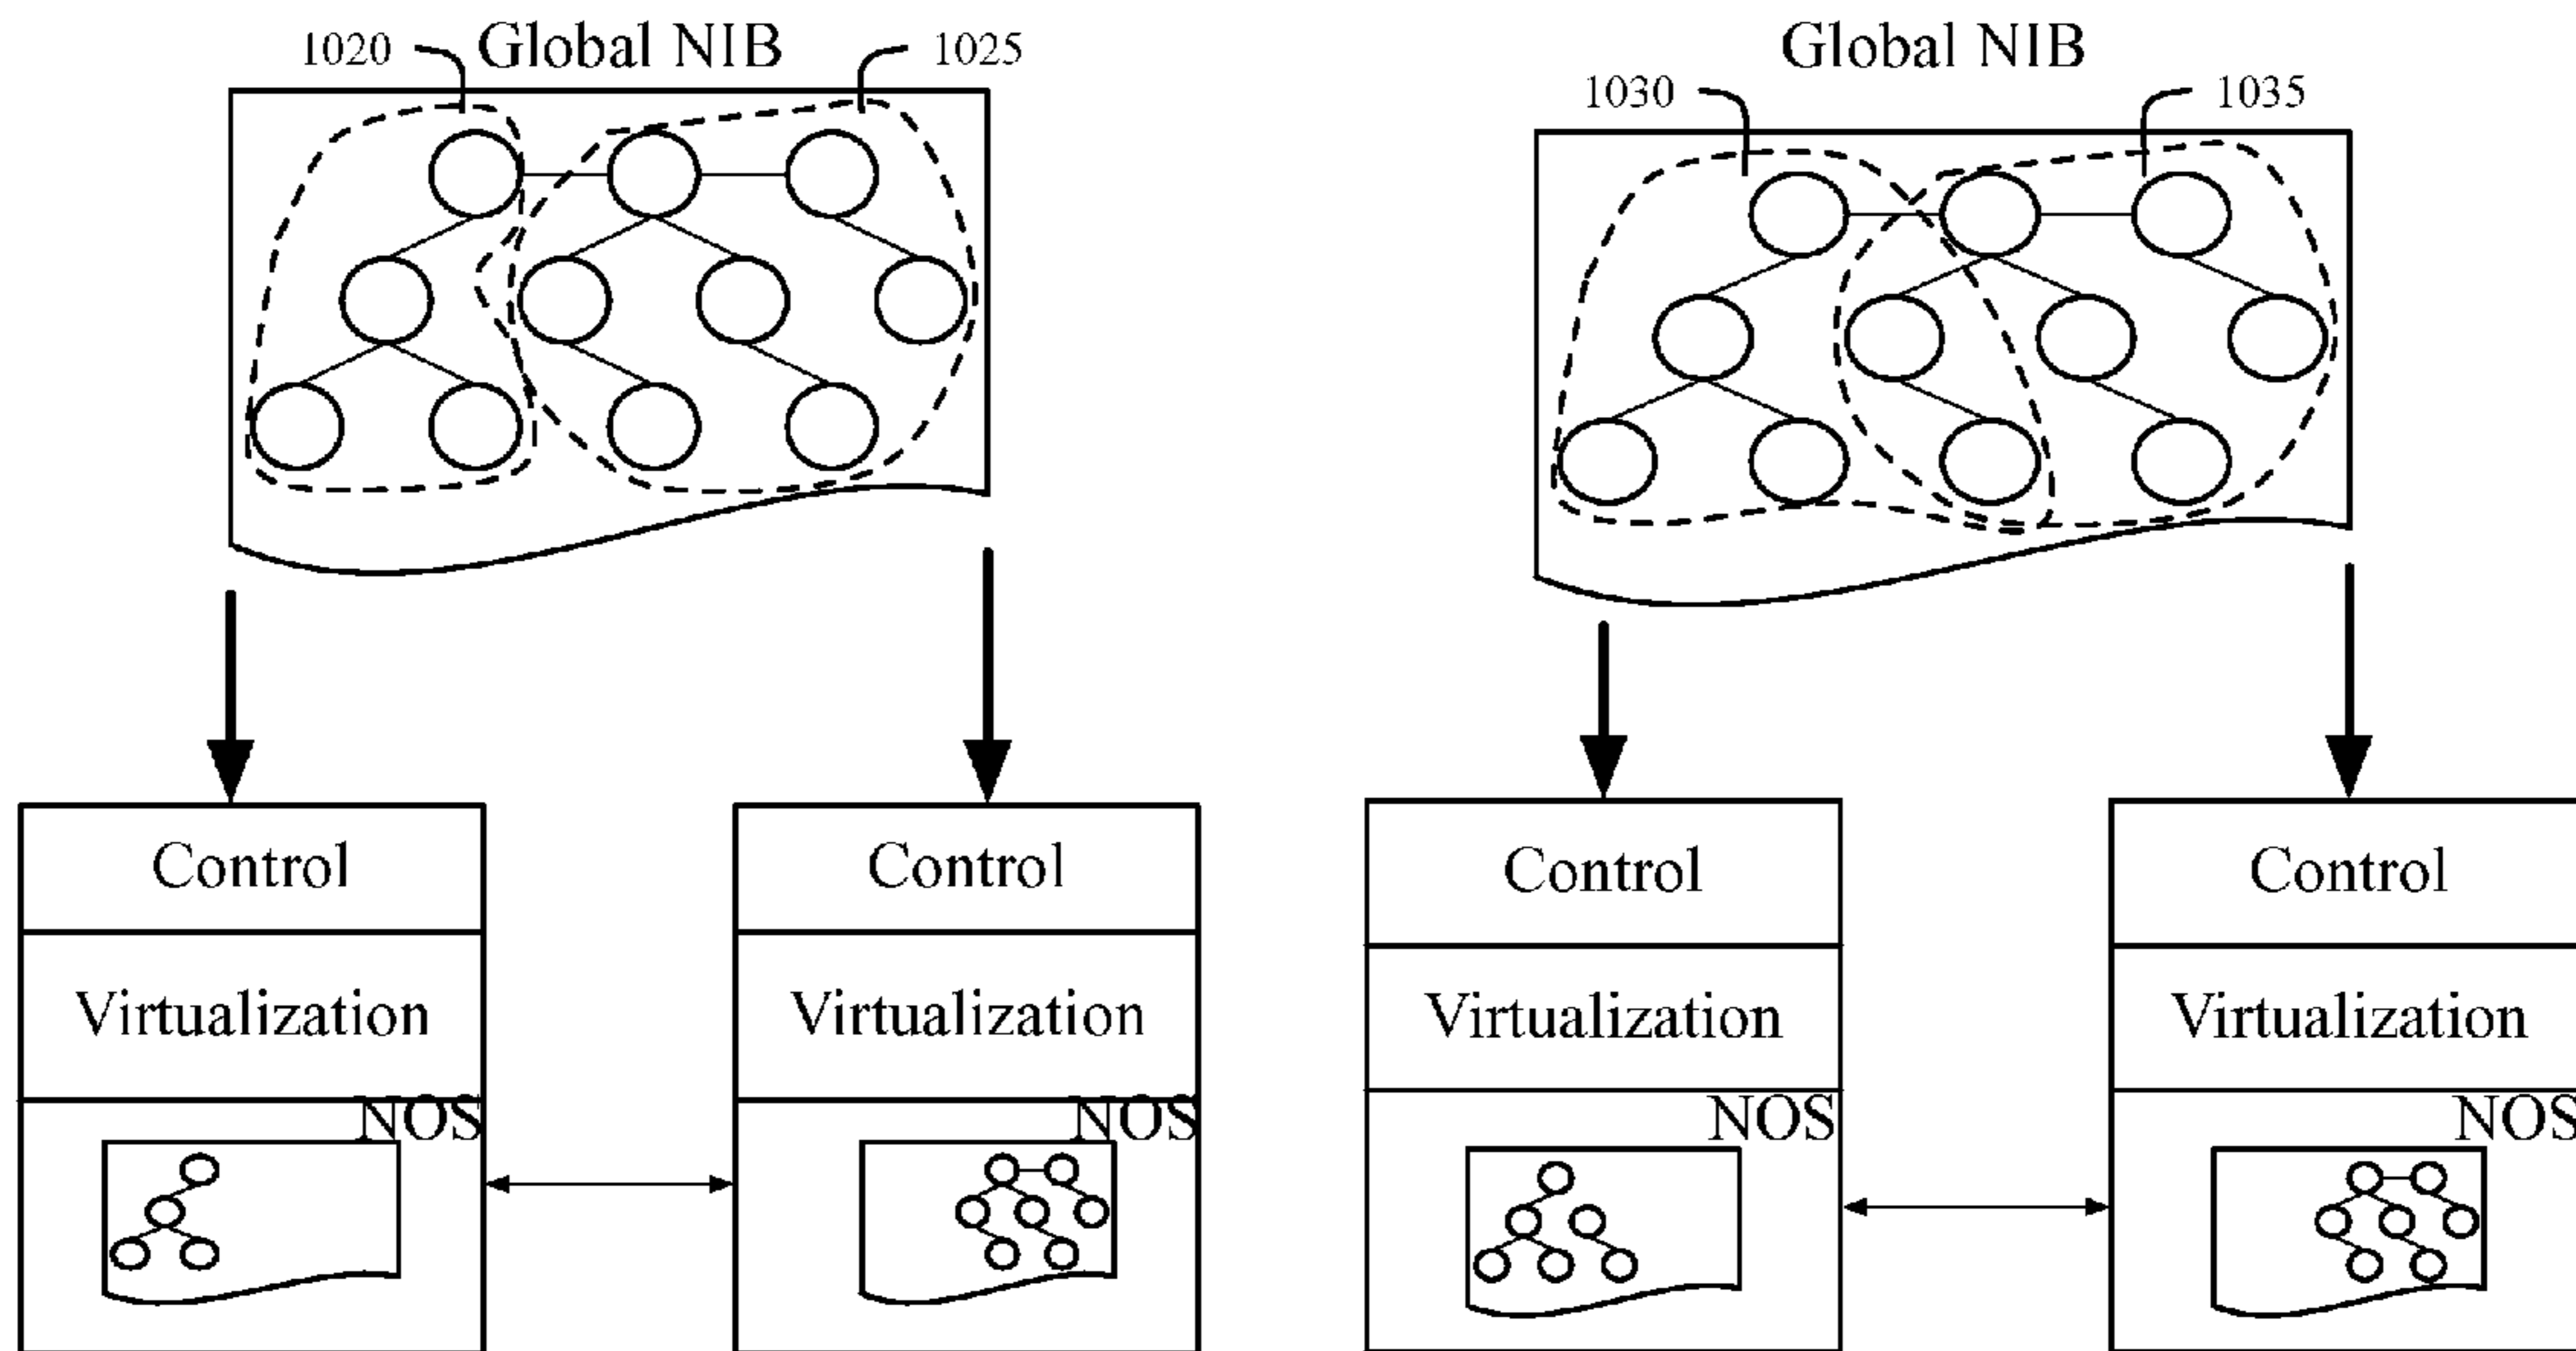 1020
Global NIB
1025
Control
Virtualization
NOS
Control
Virtualization
NOS
Global NIB
1030
1035
Control
Virtualization
NOS
Control
Virtualization
NOS